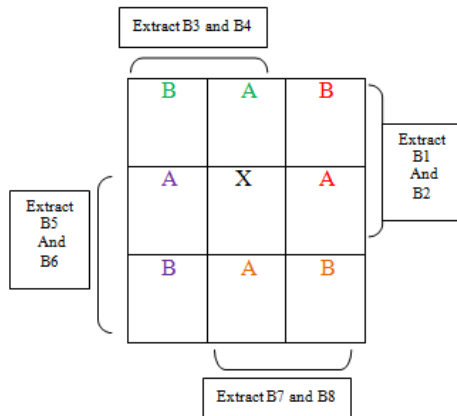 Extract B3 and B4
B A B
Extract
B1
And
B2
A X A
Extract
B5
And
B6
B A B
Extract B7 and B8